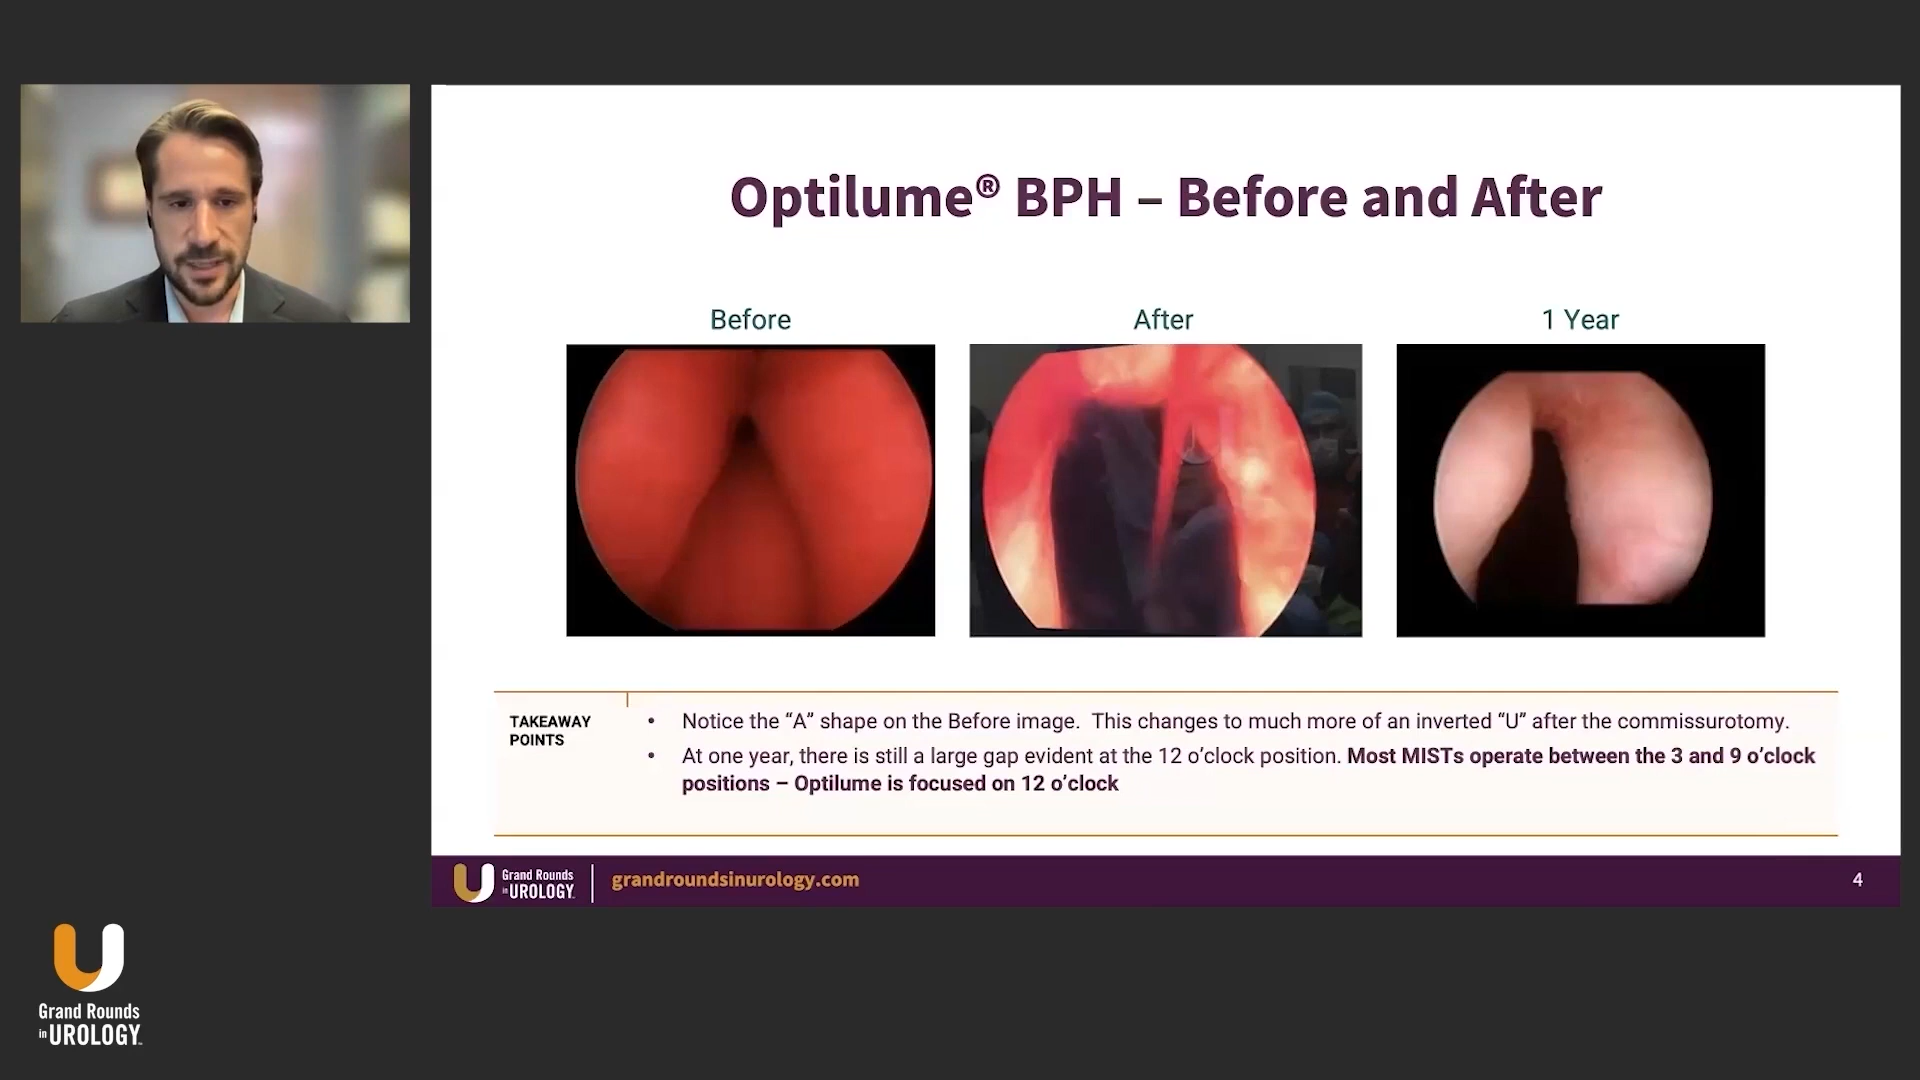 Optilume® BPH – Before and After
Before
After
1 Year
TAKEAWAY
POINTS
• Notice the “A” shape on the Before image.  This changes to much more of an inverted “U” after the commissurotomy.
• At one year, there is still a large gap evident at the 12 o’clock position. Most MISTs operate between the 3 and 9 o’clock
positions – Optilume is focused on 12 o’clock
Grand Rounds
in UROLOGY
grandroundsinurology.com
4
Grand Rounds
in UROLOGY